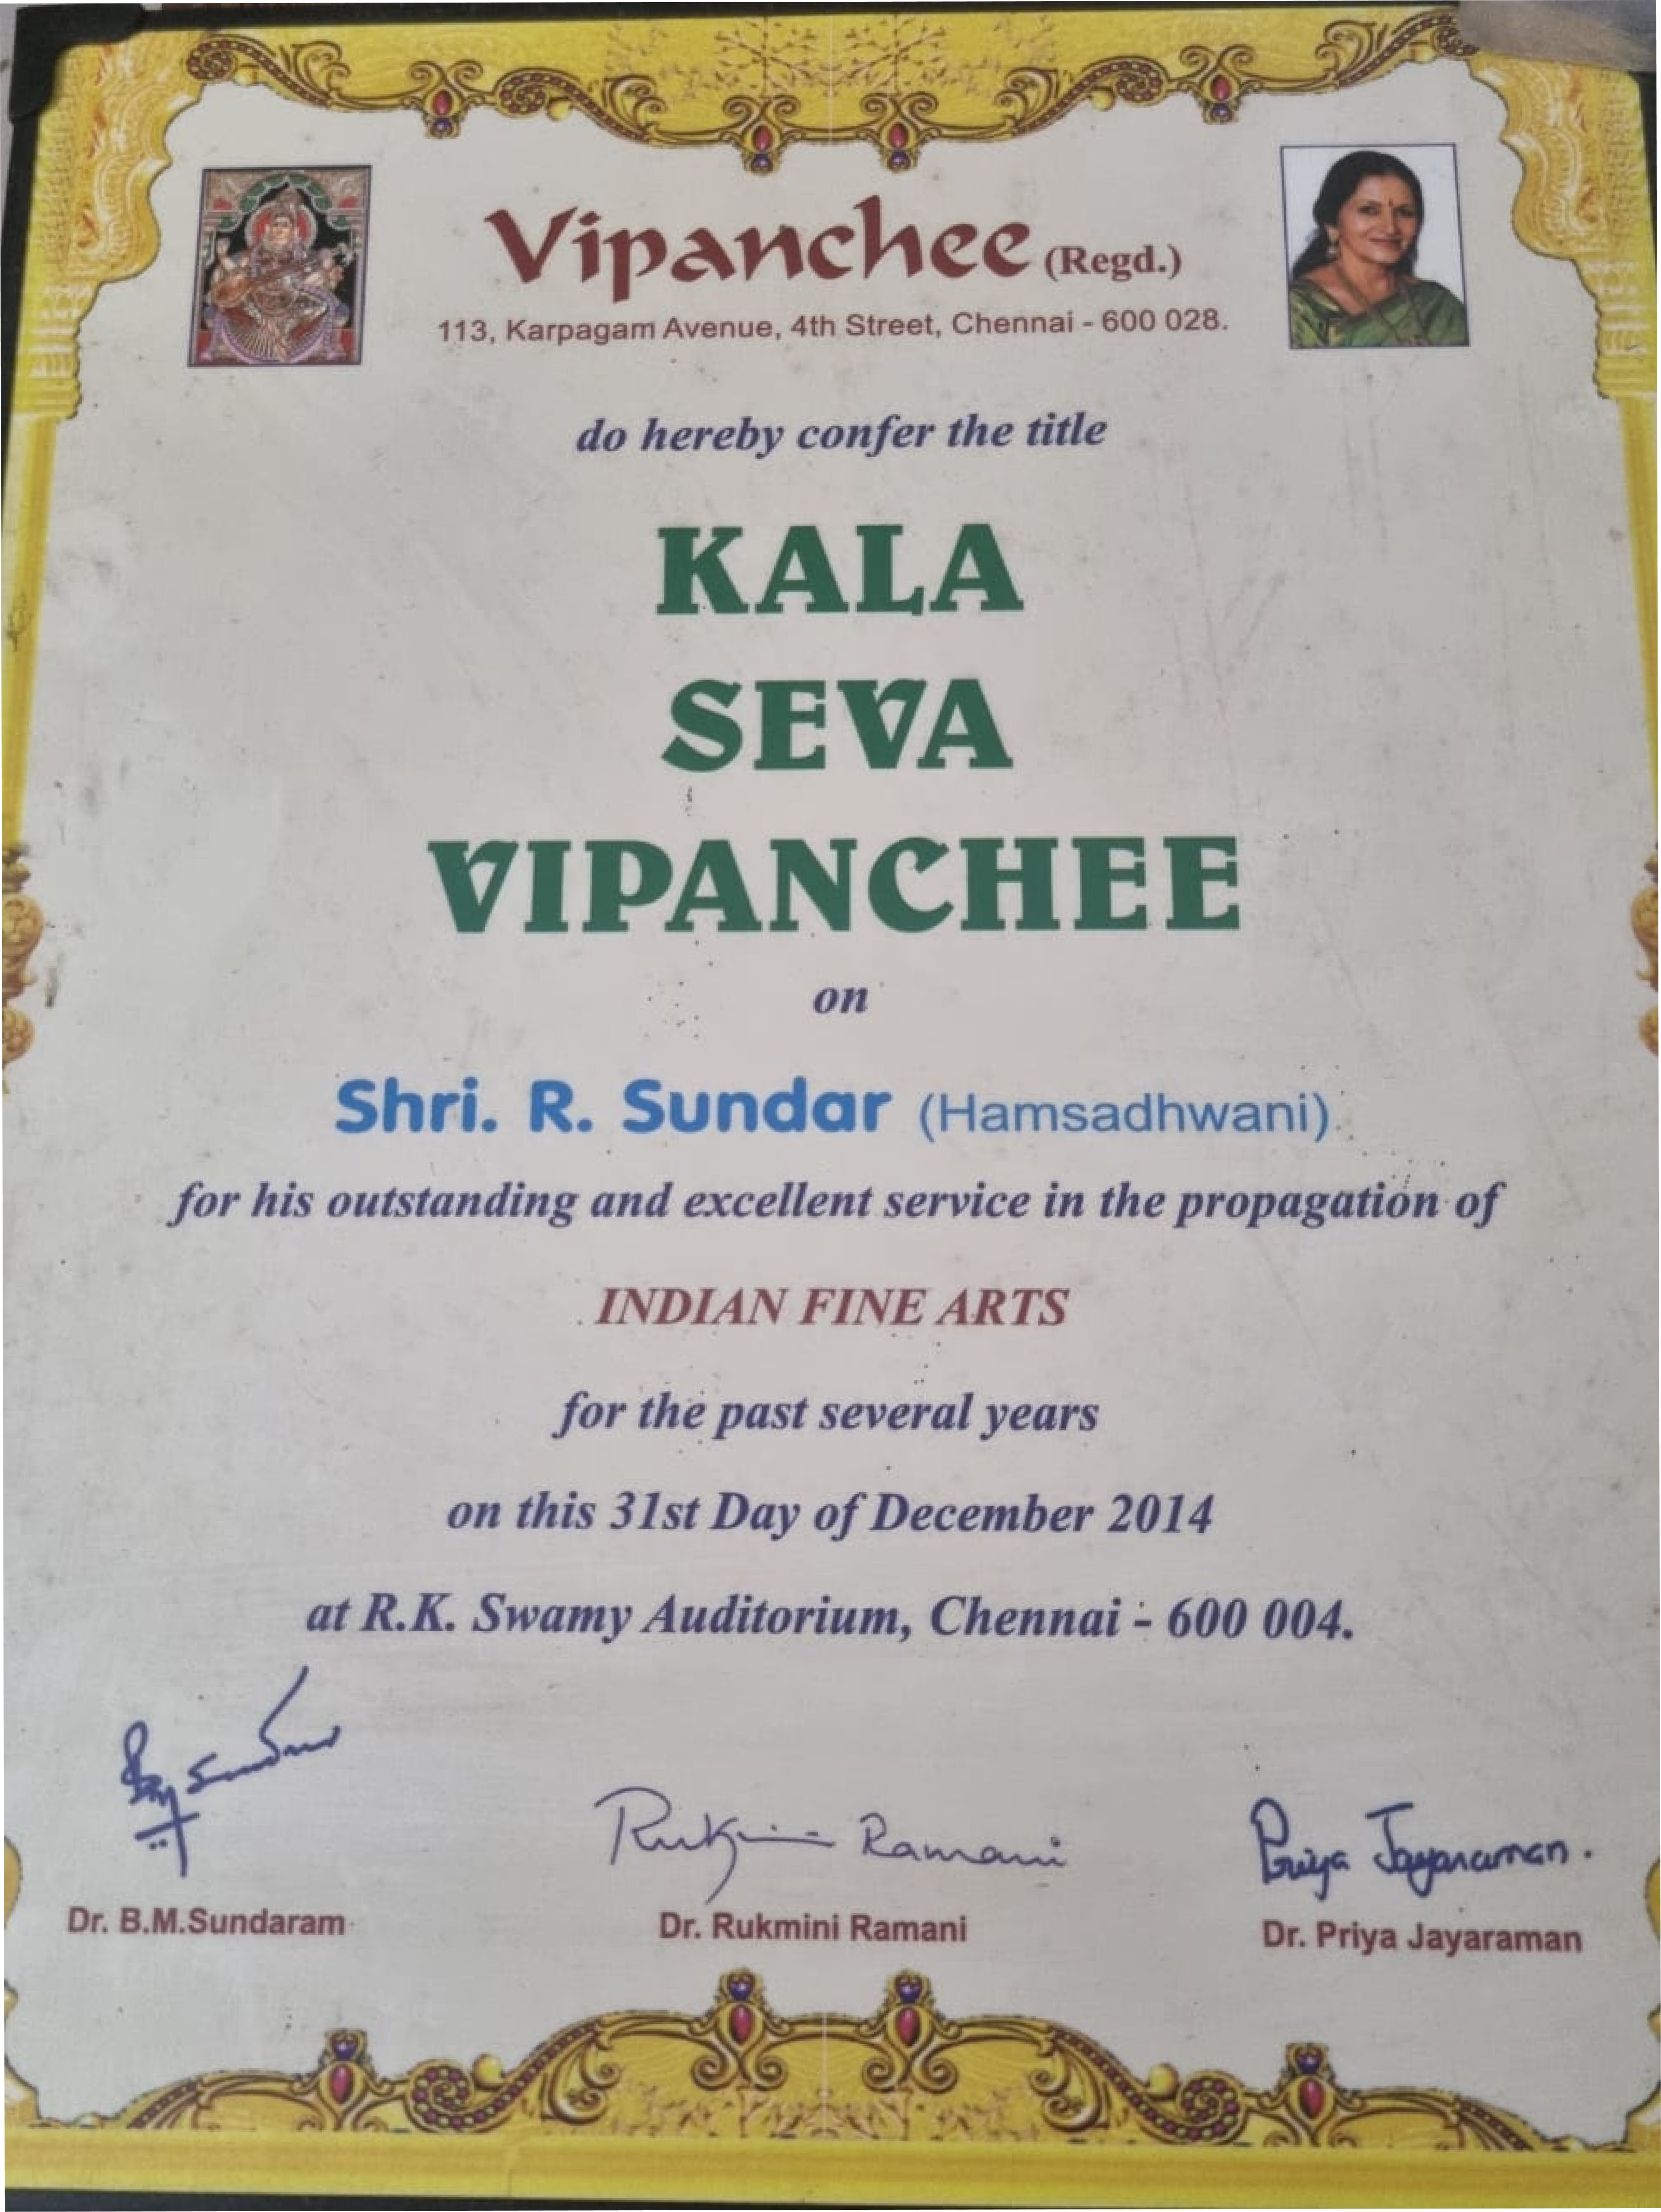 Vipanchee (Regd.)
113, Karpagam Avenue, 4th Street, Chennai - 600 028.
do hereby confer the title
KALA
SEVA
VIPANCHEE
on
Shri. R. Sundar (Hamsadhwani)
for his outstanding and excellent service in the propagation of
INDIAN FINE ARTS
for the past several years
on this 31st Day of December 2014
at R.K. Swamy Auditorium, Chennai - 600 004.
Rukmini Ramani
Priya Jayaraman.
Dr. B.M.Sundaram
Dr. Rukmini Ramani
Dr. Priya Jayaraman